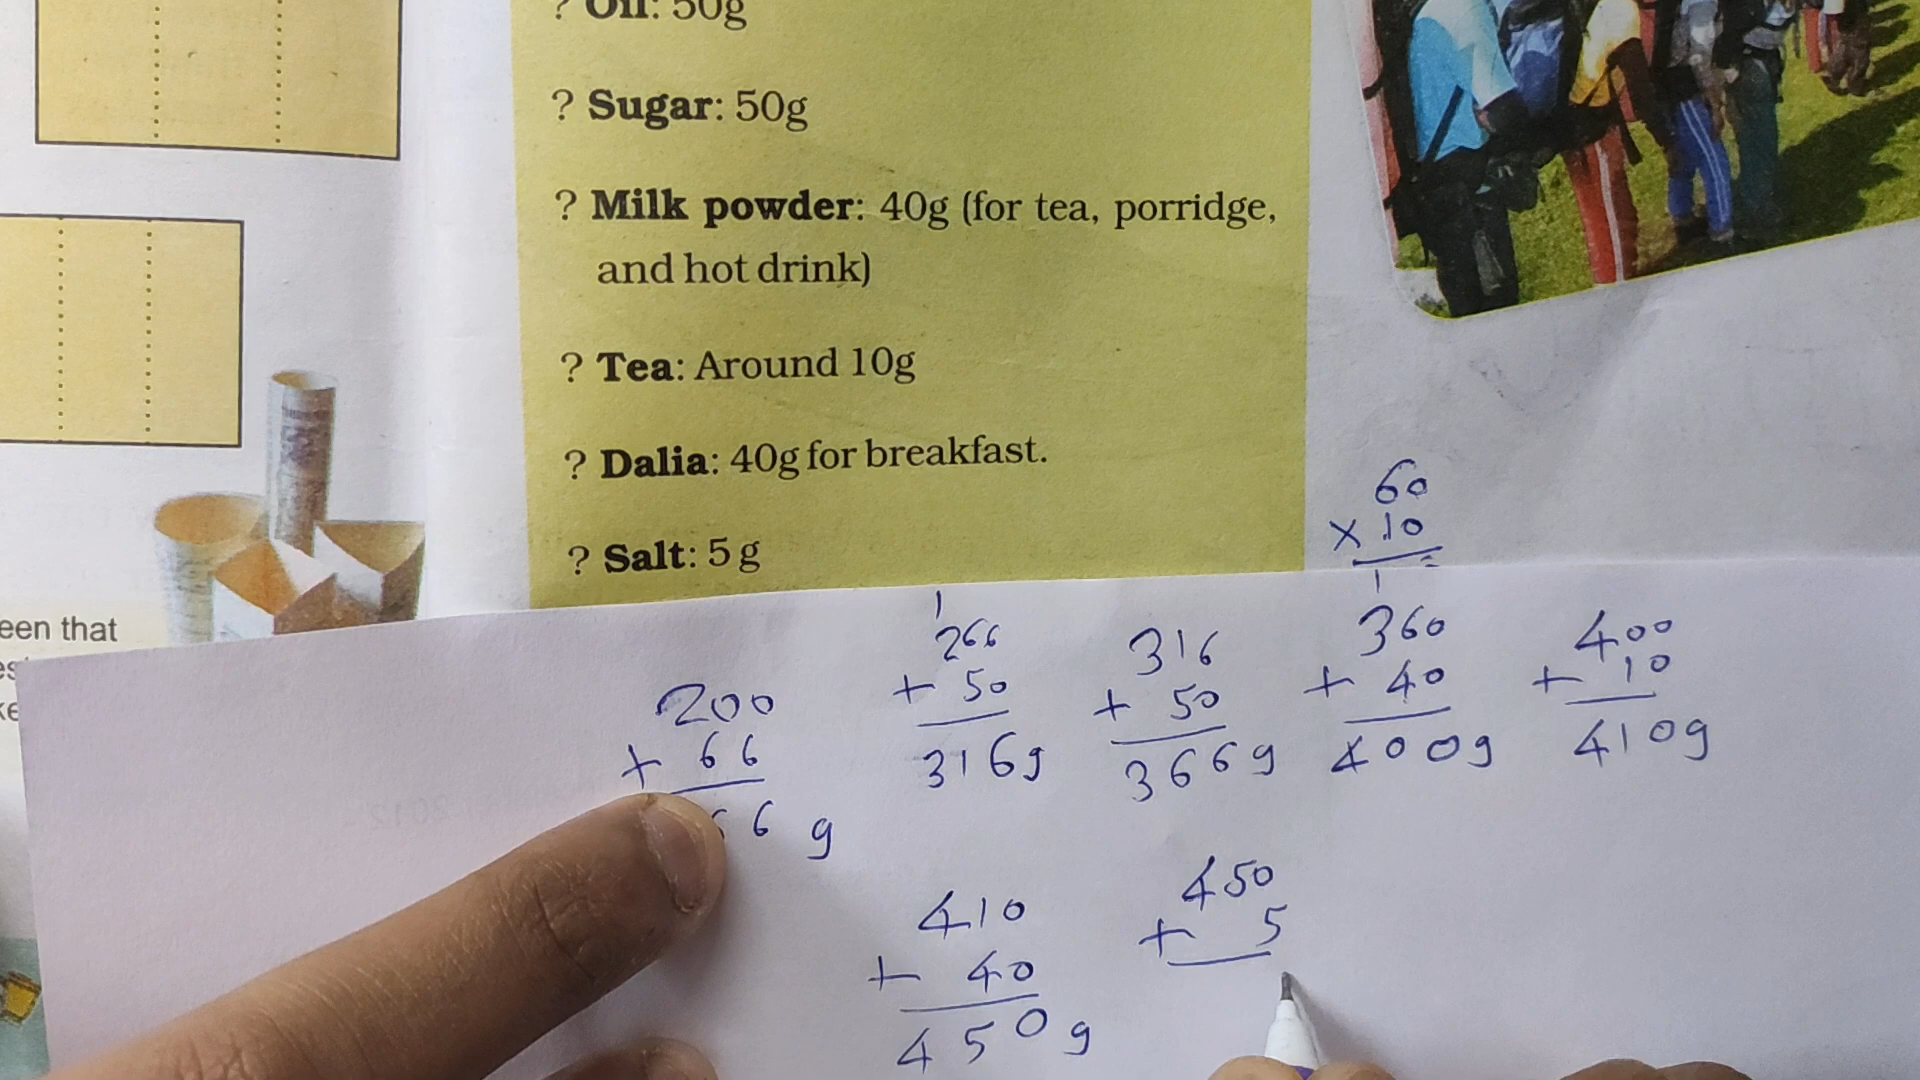 ? Oil: 50g
? Sugar: 50g
? Milk powder: 40g (for tea, porridge,
and hot drink)
? Tea: Around 10g
? Dalia: 40g for breakfast.
? Salt: 5 g
een that
60
× 10
200
+ 66
66 g
1
266
+ 50
316g
316
+ 50
366g
1
360
+ 40
400g
400
+ 10
410g
410
+ 40
450g
450
+ 5